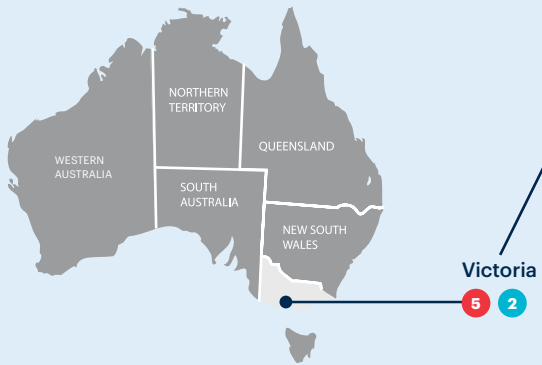 NORTHERN
TERRITORY
QUEENSLAND
WESTERN
AUSTRALIA
SOUTH
AUSTRALIA
NEW SOUTH
WALES
Victoria
5 2